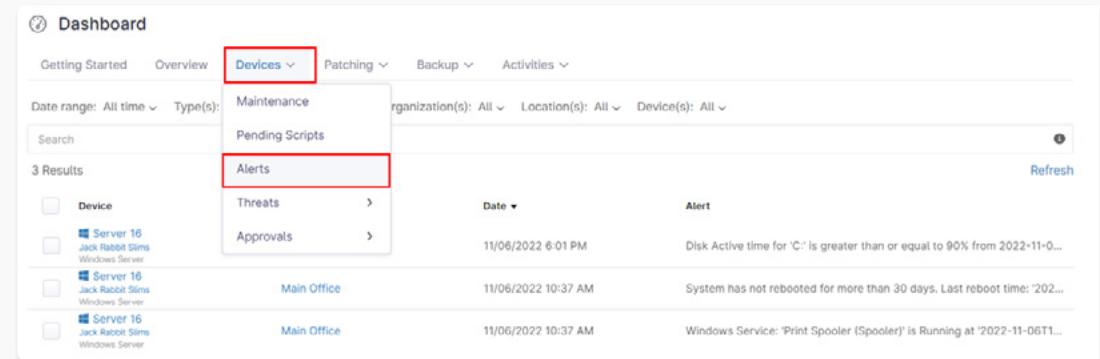 Dashboard
Getting Started Overview Devices Patching Backup Activities
Date range: All time Type(s): rganization(s): All Location(s): All Device(s): All
Maintenance
Search
Pending Scripts
3 Results
Alerts
Refresh
Device Date Alert
Threats
Approvals
Server 16
Jack Rabbit Slims
Windows Server
11/06/2022 6:01 PM
Disk Active time for 'C:' is greater than or equal to 90% from 2022-11-0...
Server 16
Jack Rabbit Slims
Windows Server
Main Office
11/06/2022 10:37 AM
System has not rebooted for more than 30 days. Last reboot time: '202...
Server 16
Jack Rabbit Slims
Windows Server
Main Office
11/06/2022 10:37 AM
Windows Service: 'Print Spooler (Spooler)' is Running at '2022-11-06T1...